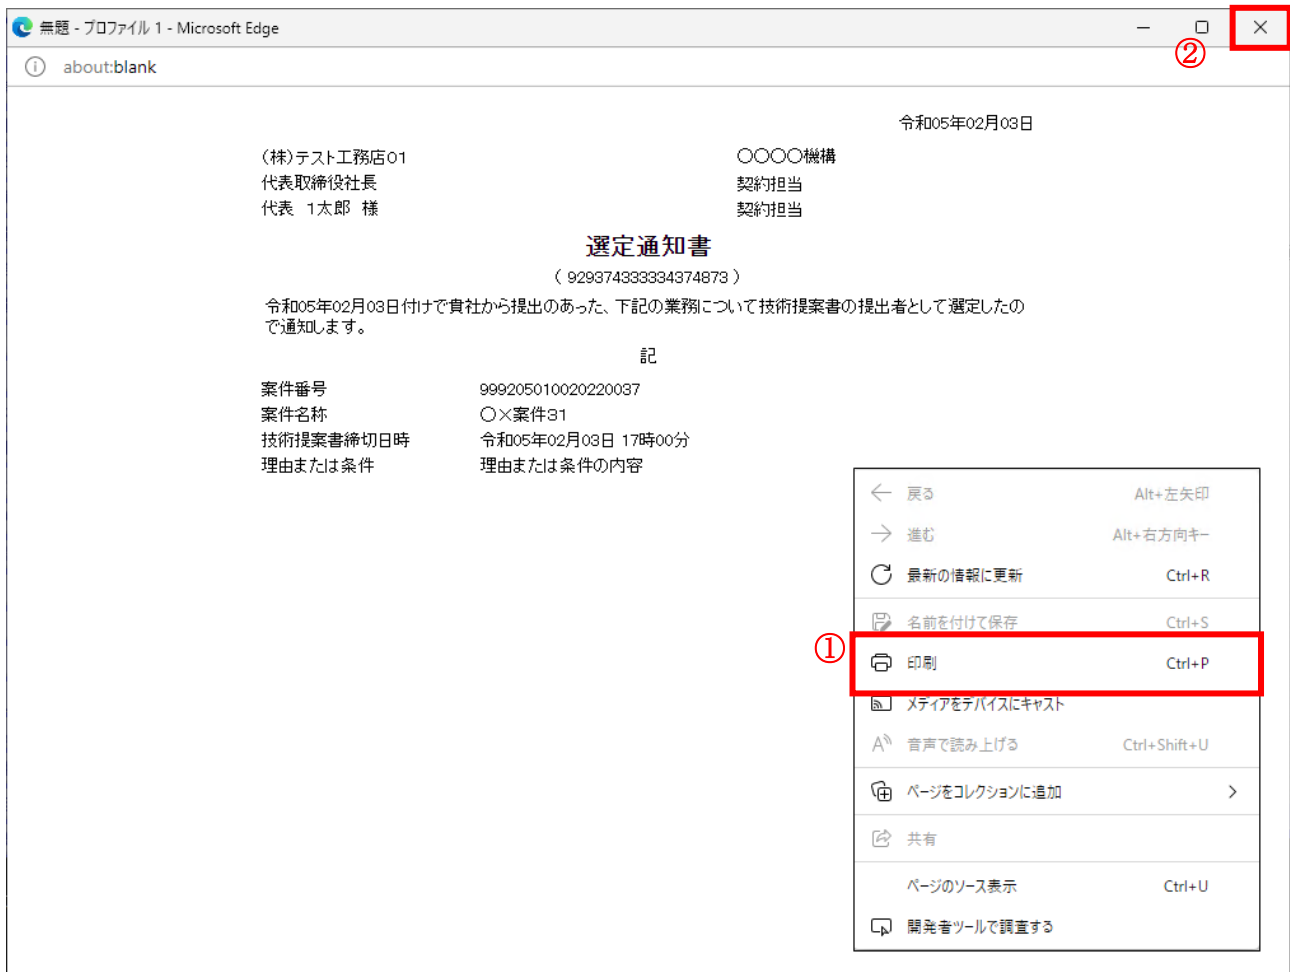 無題 - プロファイル 1 - Microsoft Edge
②
about:blank
令和05年02月03日
(株)テスト工務店01
〇〇〇〇機構
代表取締役社長
契約担当
代表 1太郎 様
契約担当
選定通知書
( 929374333334374873 )
令和05年02月03日付けで貴社から提出のあった、下記の業務について技術提案書の提出者として選定したの
で通知します。
記
案件番号 999205010020220037
案件名称 〇×案件31
技術提案書締切日時 令和05年02月03日 17時00分
理由または条件 理由または条件の内容
戻る Alt+左矢印
進む Alt+右方向キー
最新の情報に更新 Ctrl+R
名前を付けて保存 Ctrl+S
①
印刷 Ctrl+P
メディアをデバイスにキャスト
音声で読み上げる Ctrl+Shift+U
ページをコレクションに追加
共有
ページのソース表示 Ctrl+U
開発者ツールで調査する